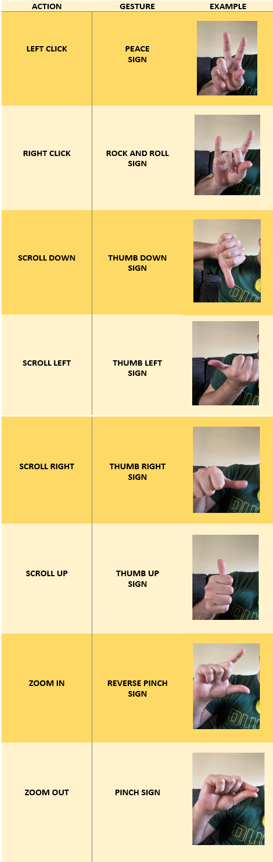 ACTION GESTURE EXAMPLE
LEFT CLICK PEACE
SIGN
RIGHT CLICK ROCK AND ROLL
SIGN
SCROLL DOWN THUMB DOWN
SIGN
SCROLL LEFT THUMB LEFT
SIGN
SCROLL RIGHT THUMB RIGHT
SIGN
SCROLL UP THUMB UP
SIGN
ZOOM IN REVERSE PINCH
SIGN
ZOOM OUT PINCH SIGN